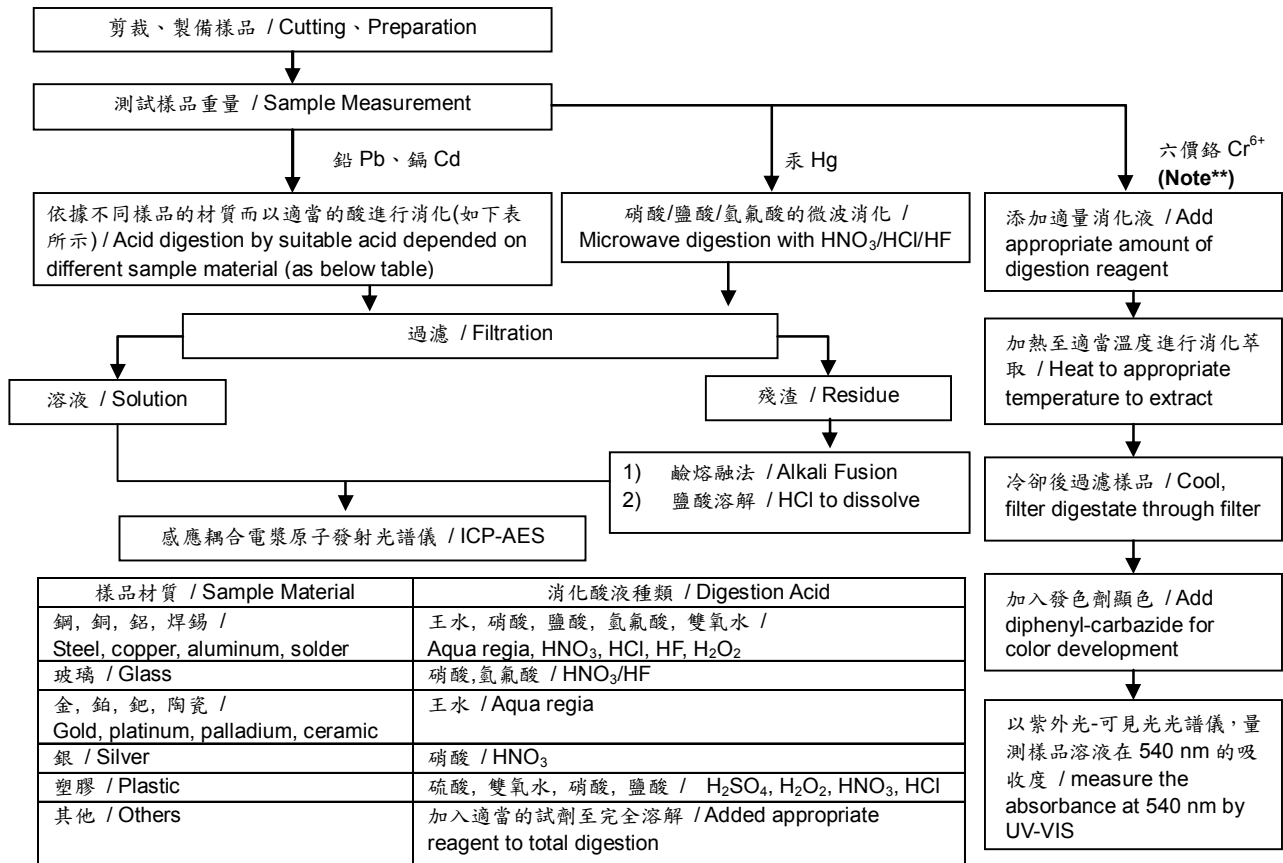 剪裁、製備樣品 / Cutting、Preparation
測試樣品重量 / Sample Measurement
鉛 Pb、鎘 Cd
汞 Hg
六價鉻 Cr⁶⁺
(Note**)
依據不同樣品的材質而以適當的酸進行消化(如下表
所示) / Acid digestion by suitable acid depended on
different sample material (as below table)
硝酸/鹽酸/氫氟酸的微波消化 /
Microwave digestion with HNO₃/HCl/HF
添加適量消化液 / Add
appropriate amount of
digestion reagent
過濾 / Filtration
加熱至適當溫度進行消化萃
取 / Heat to appropriate
temperature to extract
溶液 / Solution
殘渣 / Residue
1) 鹼熔融法 / Alkali Fusion
2) 鹽酸溶解 / HCl to dissolve
冷卻後過濾樣品 / Cool,
filter digestate through filter
感應耦合電漿原子發射光譜儀 / ICP-AES
加入發色劑顯色 / Add
diphenyl-carbazide for
color development
以紫外光-可見光光譜儀，量
測樣品溶液在 540 nm 的吸
收度 / measure the
absorbance at 540 nm by
UV-VIS
樣品材質 / Sample Material
消化酸液種類 / Digestion Acid
鋼, 銅, 鋁, 焊錫 /
Steel, copper, aluminum, solder
王水, 硝酸, 鹽酸, 氫氟酸, 雙氧水 /
Aqua regia, HNO₃, HCl, HF, H₂O₂
玻璃 / Glass
硝酸,氫氟酸 / HNO₃/HF
金, 鉑, 鈀, 陶瓷 /
Gold, platinum, palladium, ceramic
王水 / Aqua regia
銀 / Silver
硝酸 / HNO₃
塑膠 / Plastic
硫酸, 雙氧水, 硝酸, 鹽酸 / H₂SO₄, H₂O₂, HNO₃, HCl
其他 / Others
加入適當的試劑至完全溶解 / Added appropriate
reagent to total digestion